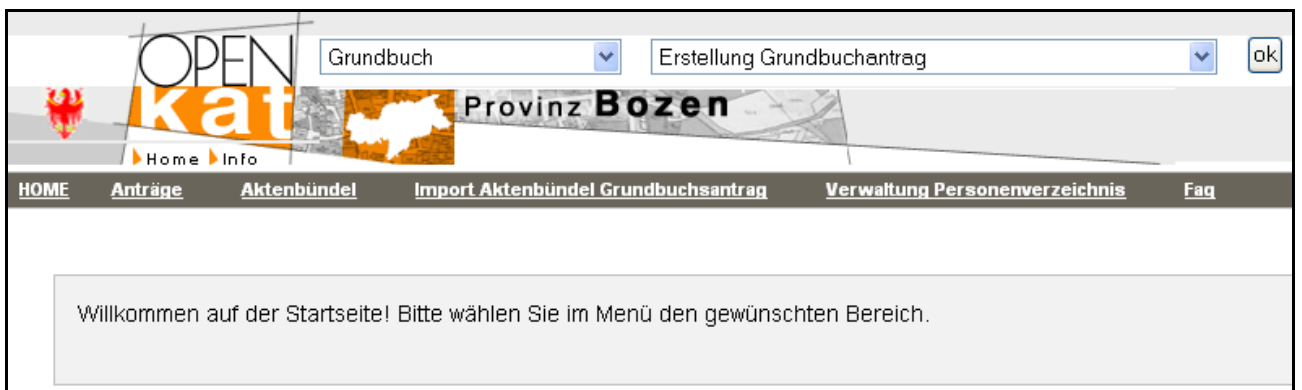 OPEN
kat
Grundbuch
Erstellung Grundbuchantrag
ok
Provinz Bozen
Home Info
HOME Anträge Aktenbündel Import Aktenbündel Grundbuchsantrag Verwaltung Personenverzeichnis Faq
Willkommen auf der Startseite! Bitte wählen Sie im Menü den gewünschten Bereich.